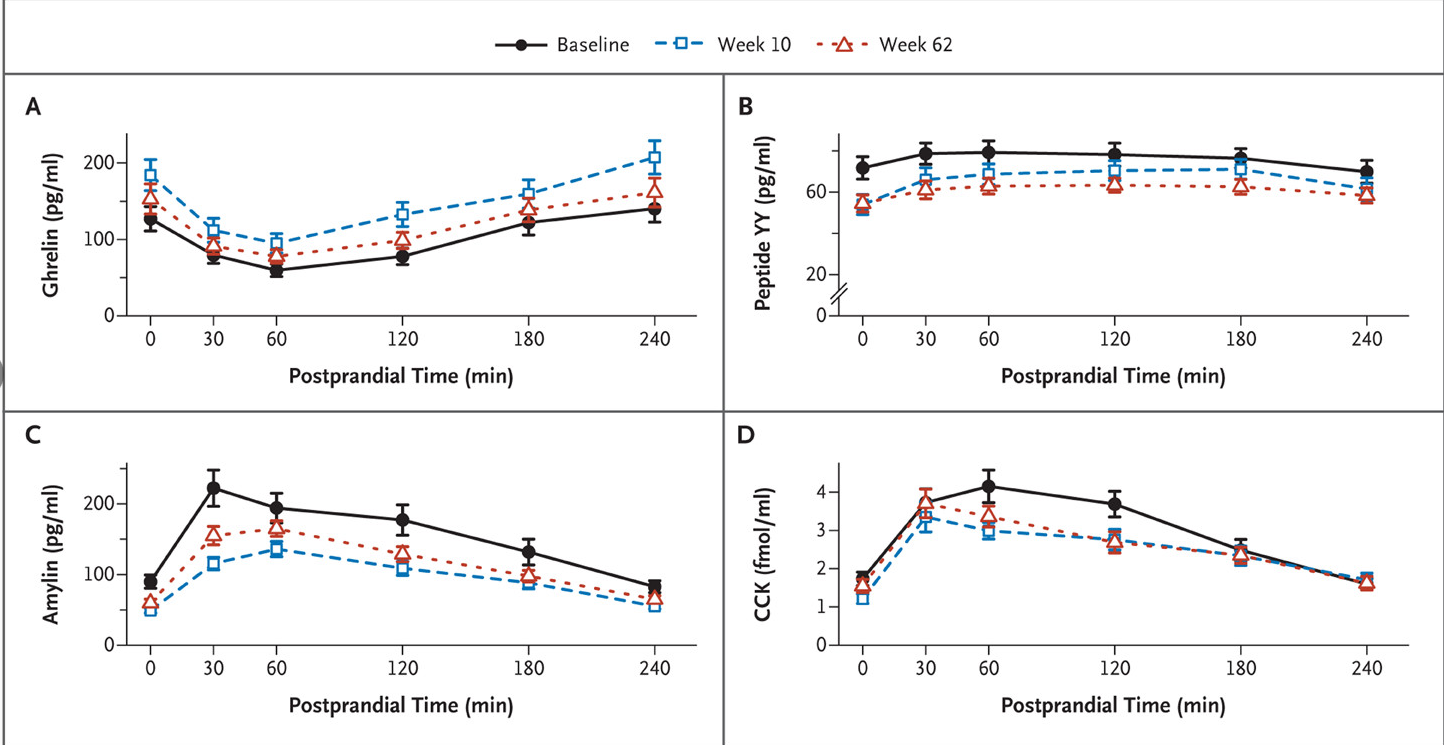 Baseline Week 10 Week 62
A
Ghrelin (pg/ml)
200
100
0
0 30 60 120 180 240
Postprandial Time (min)
B
Peptide YY (pg/ml)
60
20
0
0 30 60 120 180 240
Postprandial Time (min)
C
Amylin (pg/ml)
200
100
0
0 30 60 120 180 240
Postprandial Time (min)
D
CCK (fmol/ml)
4
3
2
1
0
0 30 60 120 180 240
Postprandial Time (min)